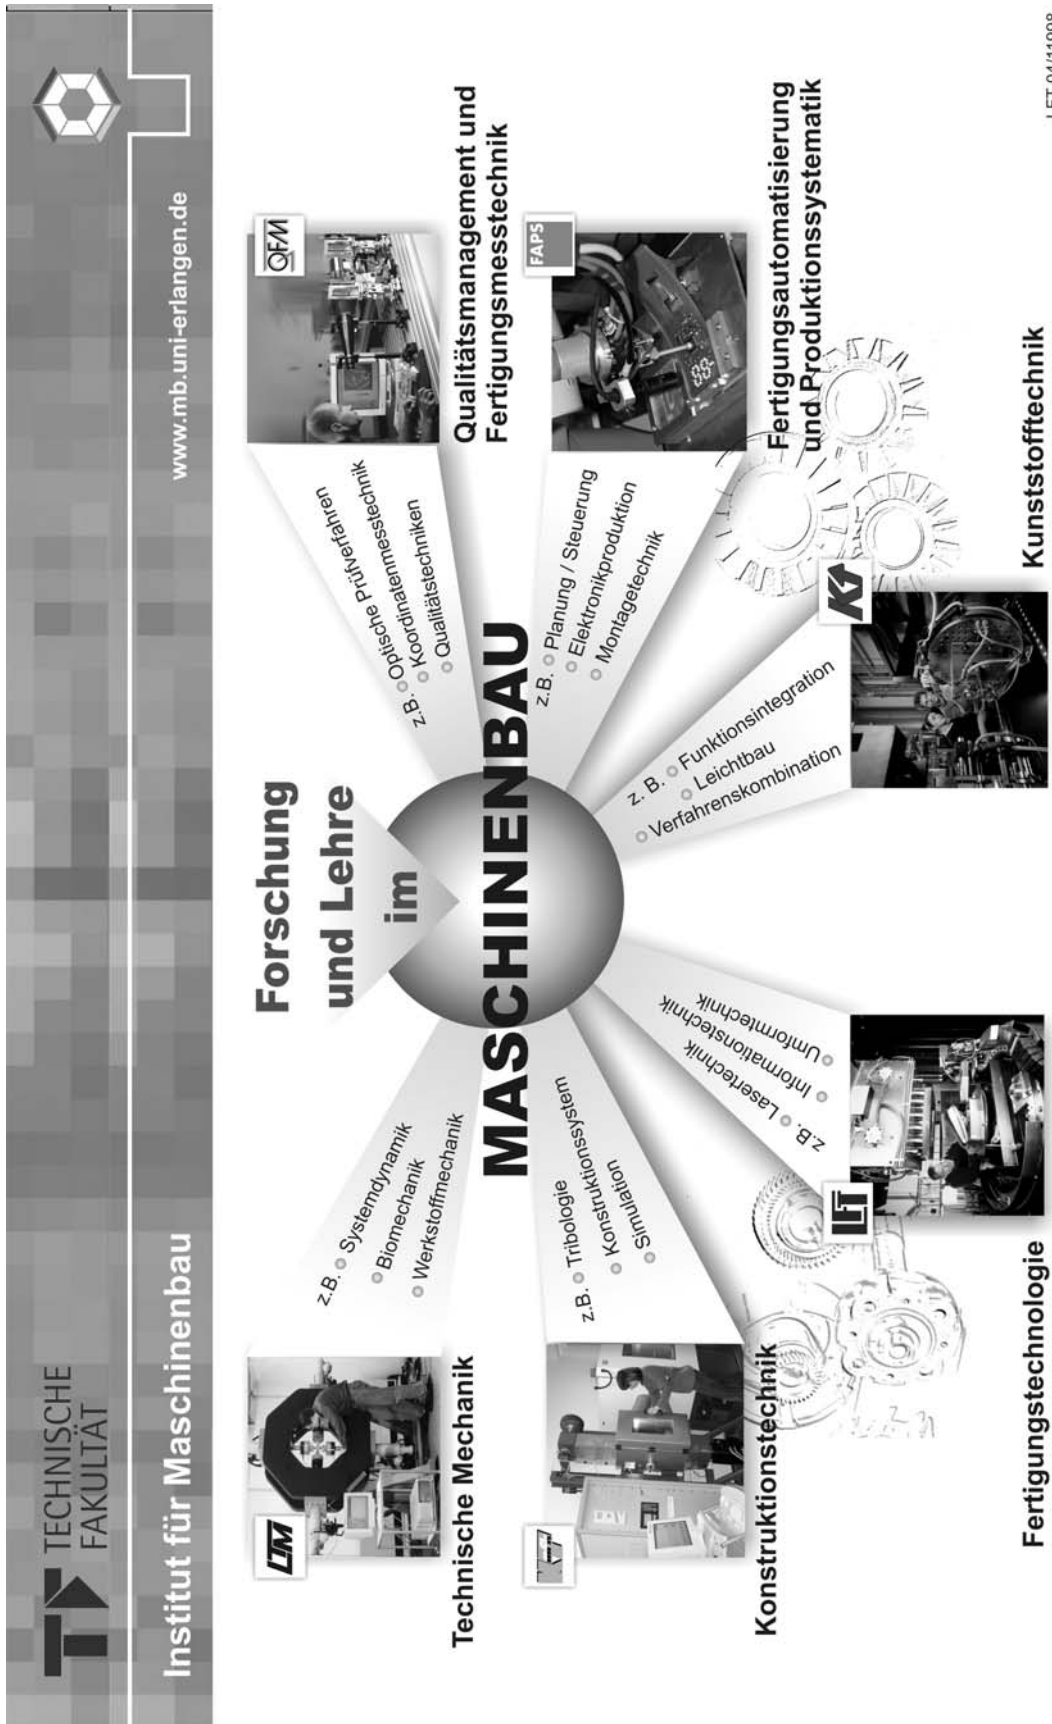 TECHNISCHE
FAKULTÄT
Institut für Maschinenbau
www.mb.uni-erlangen.de
Forschung
und Lehre
im
MASCHINENBAU
LTM
Technische Mechanik
z.B. Systemdynamik
Biomechanik
Werkstoffmechanik
QFM
Qualitätsmanagement und
Fertigungsmesstechnik
z.B. Optische Prüfverfahren
Koordinatenmesstechnik
Qualitätstechniken
Konstruktionstechnik
z.B. Tribologie
Konstruktionssystem
Simulation
FAPS
Fertigungsautomatisierung
und Produktionssystematik
z.B. Planung / Steuerung
Elektronikproduktion
Montagetechnik
LFT
Fertigungstechnologie
z.B. Lasertechnik
Informationstechnik
Umformtechnik
KT
Kunststofftechnik
z. B. Funktionsintegration
Leichtbau
Verfahrenskombination